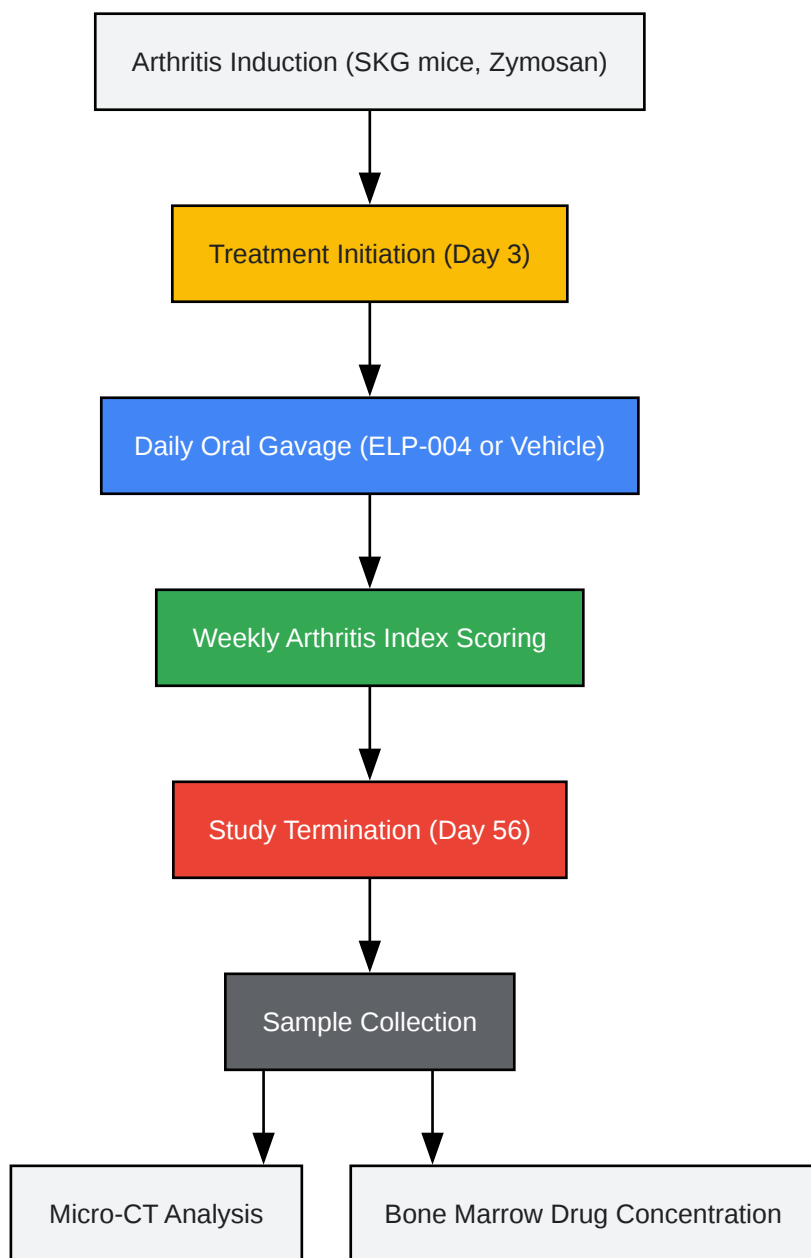 Arthritis Induction (SKG mice, Zymosan)
Treatment Initiation (Day 3)
Daily Oral Gavage (ELP-004 or Vehicle)
Weekly Arthritis Index Scoring
Study Termination (Day 56)
Sample Collection
Micro-CT Analysis
Bone Marrow Drug Concentration